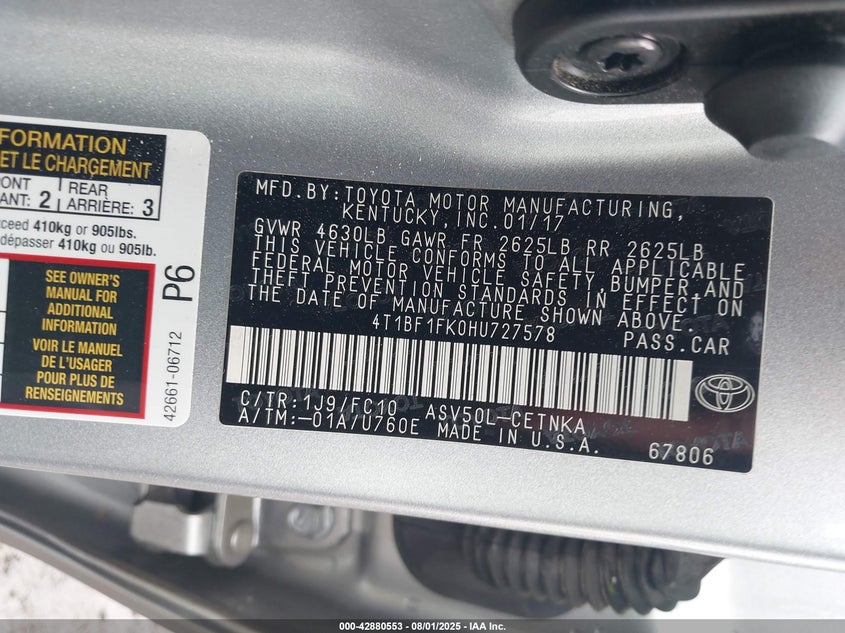 FORMATION
ET LE CHARGEMENT
ONT
ANT: 2
REAR
ARRIÈRE: 3
ceed 410kg or 905lbs.
dépasser 410kg ou 905lb.
SEE OWNER'S
MANUAL FOR
ADDITIONAL
INFORMATION
VOIR LE MANUEL
DE L'USAGER
POUR PLUS DE
RENSEIGNEMENTS
P6
42661-06712
MFD.BY:TOYOTA MOTOR MANUFACTURING,
KENTUCKY,INC.01/17
GVWR 4630LB GAWR FR 2625LB RR 2625LB
THIS VEHICLE CONFORMS TO ALL APPLICABLE
FEDERAL MOTOR VEHICLE SAFETY,BUMPER AND
THEFT PREVENTION STANDARDS IN EFFECT ON
THE DATE OF MANUFACTURE SHOWN ABOVE.
4T1BF1FK0HU727578 PASS.CAR
C/TR:1J9/FC10 ASV50L-CETNKA
A/TM:-01A/U760E MADE IN U.S.A.
67806
000-42880553 - 08/01/2025 - IAA Inc.